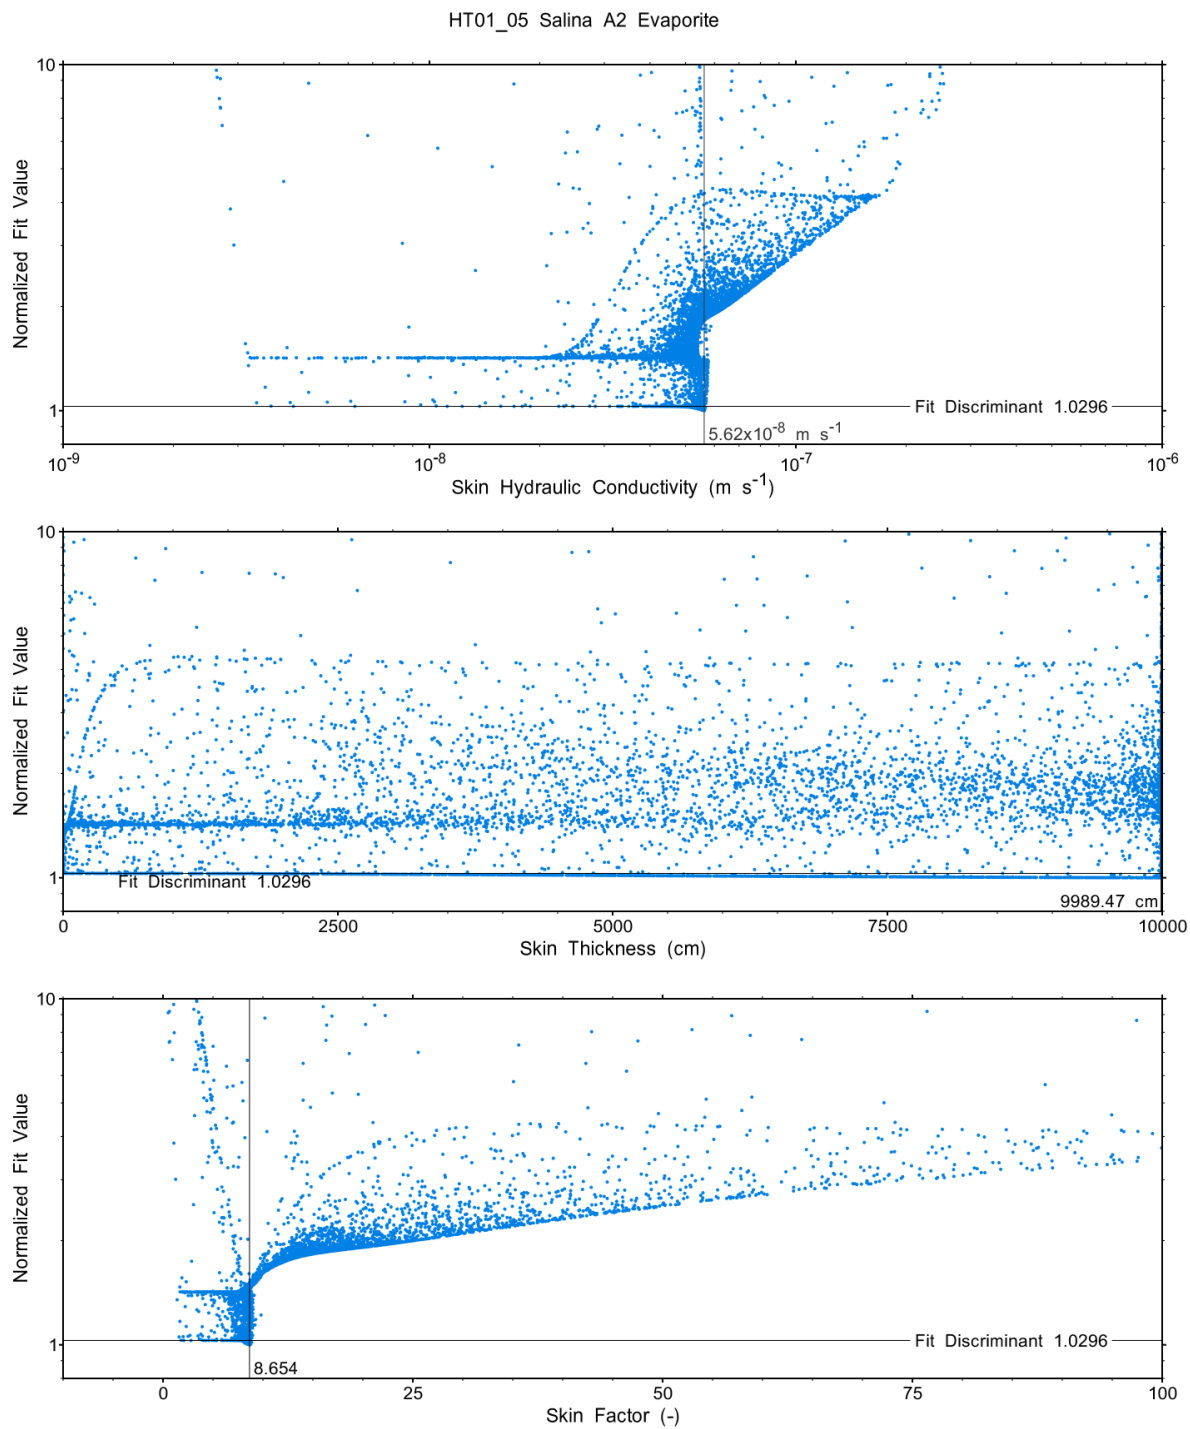 HT01_05 Salina A2 Evaporite
10
Normalized Fit Value
1
Fit Discriminant 1.0296
5.62x10-8 m s-1
10-9 10-8 10-7 10-6
Skin Hydraulic Conductivity (m s-1)
10
Normalized Fit Value
1
Fit Discriminant 1.0296
9989.47 cm
0 2500 5000 7500 10000
Skin Thickness (cm)
10
Normalized Fit Value
1
Fit Discriminant 1.0296
8.654
0 25 50 75 100
Skin Factor (-)